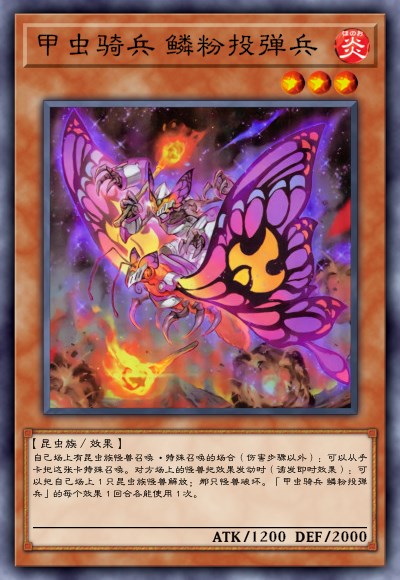 甲虫骑兵 鳞粉投弹兵
ほのお
炎
【昆虫族／效果】
自己场上有昆虫族怪兽召唤·特殊召唤的场合（伤害步骤以外）：可以从手
卡把这张卡特殊召唤。对方场上的怪兽把效果发动时（诱发即时效果）：可
以把自己场上1只昆虫族怪兽解放；那只怪兽破坏。「甲虫骑兵 鳞粉投弹
兵」的每个效果1回合各能使用1次。
ATK/1200 DEF/2000